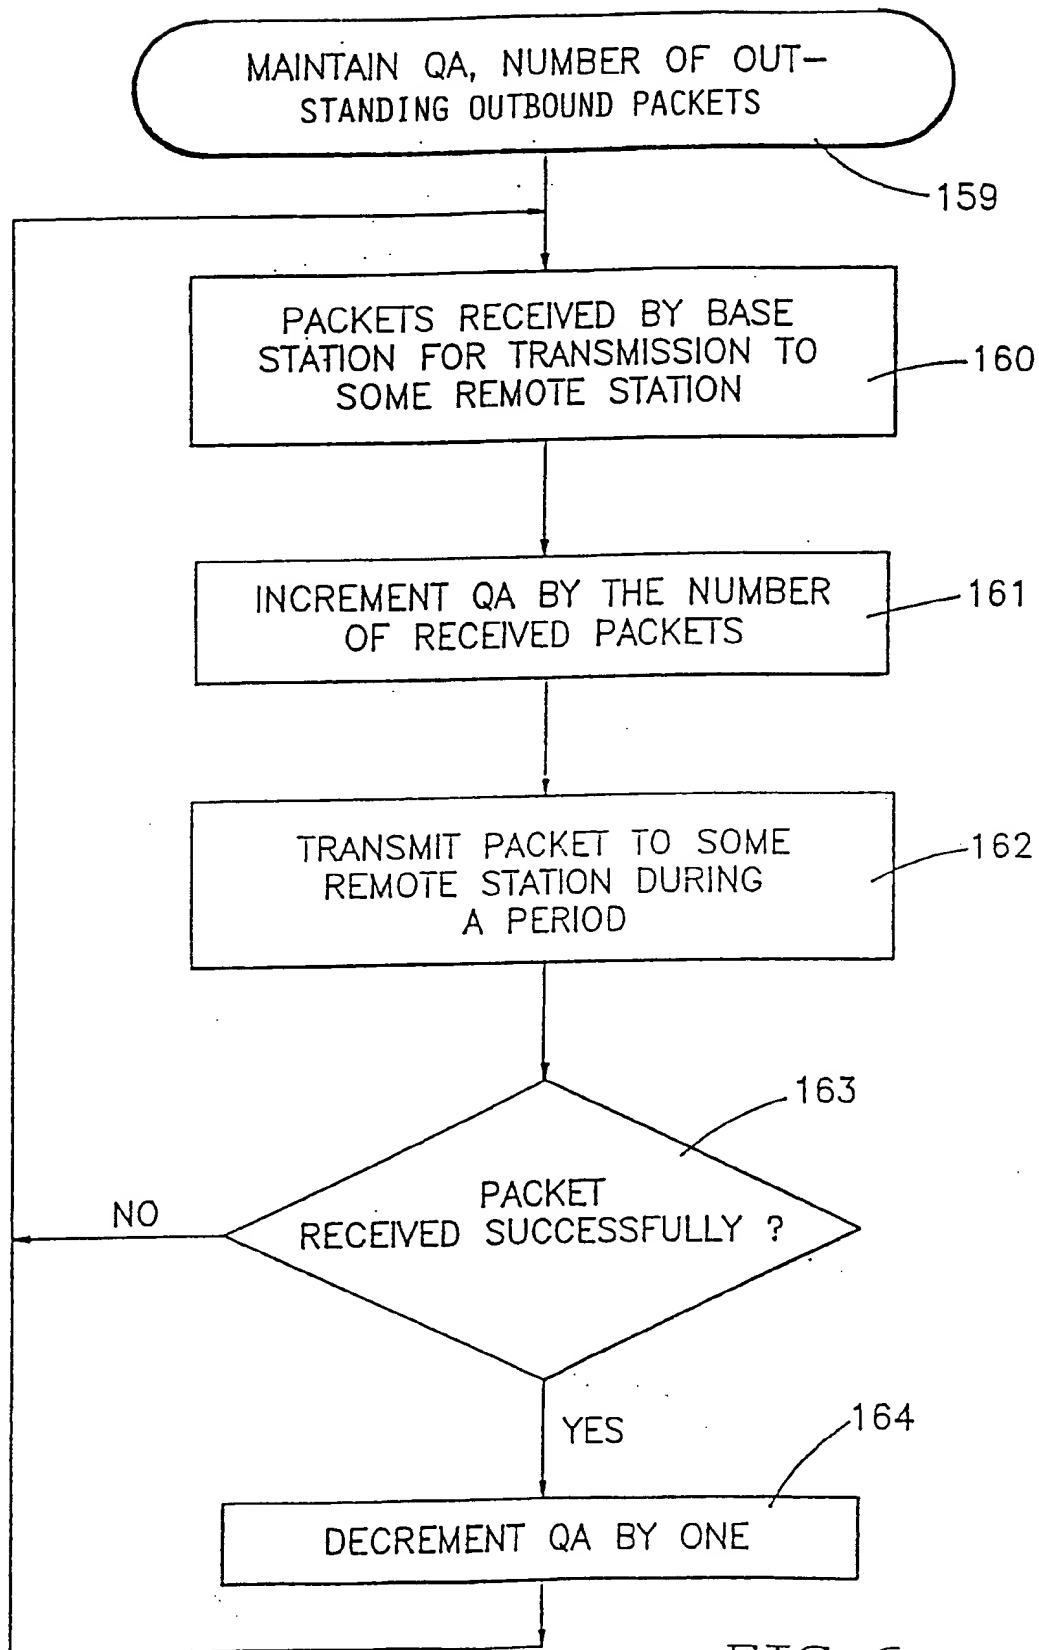 MAINTAIN QA, NUMBER OF OUT-
STANDING OUTBOUND PACKETS
159
PACKETS RECEIVED BY BASE
STATION FOR TRANSMISSION TO
SOME REMOTE STATION
160
INCREMENT QA BY THE NUMBER
OF RECEIVED PACKETS
161
TRANSMIT PACKET TO SOME
REMOTE STATION DURING
A PERIOD
162
163
PACKET
RECEIVED SUCCESSFULLY ?
NO
YES
164
DECREMENT QA BY ONE